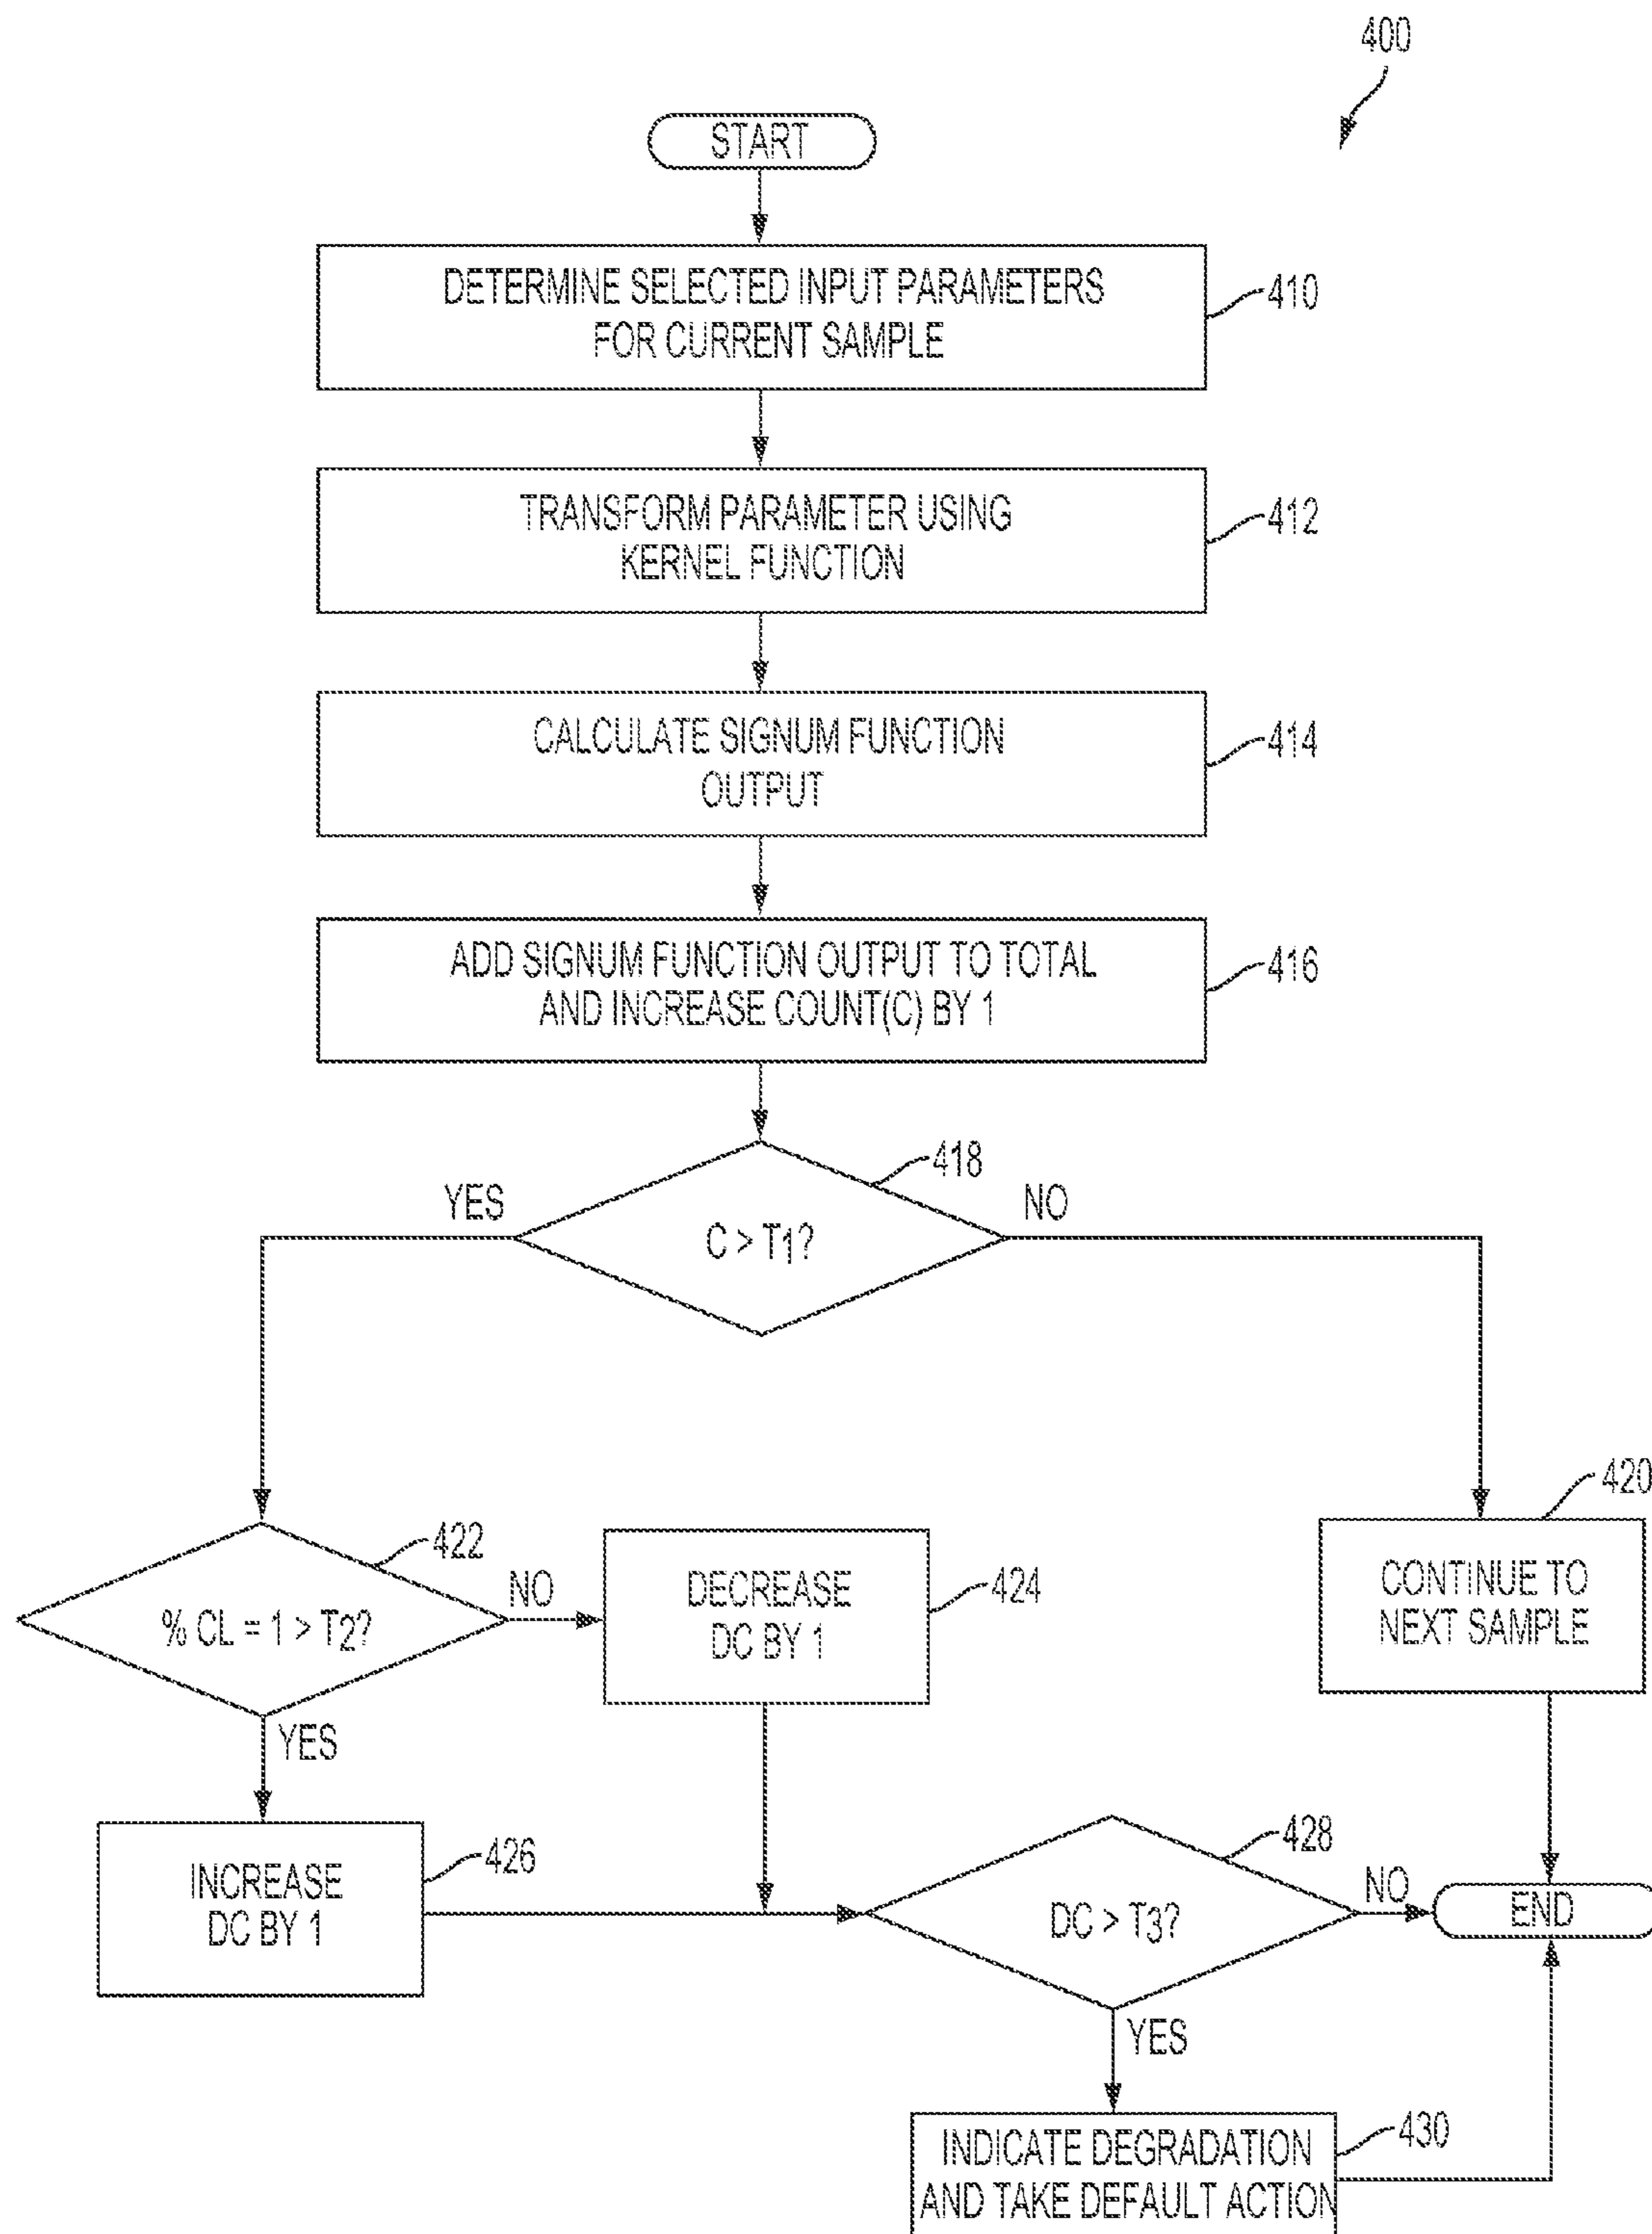 400
START
DETERMINE SELECTED INPUT PARAMETERS
FOR CURRENT SAMPLE
410
TRANSFORM PARAMETER USING
KERNEL FUNCTION
412
CALCULATE SIGNUM FUNCTION
OUTPUT
414
ADD SIGNUM FUNCTION OUTPUT TO TOTAL
AND INCREASE COUNT(C) BY 1
416
418
YES
NO
C > T1?
420
CONTINUE TO
NEXT SAMPLE
422
% CL = 1 > T2?
NO
DECREASE
DC BY 1
424
YES
INCREASE
DC BY 1
426
428
DC > T3?
NO
END
YES
INDICATE DEGRADATION
AND TAKE DEFAULT ACTION
430